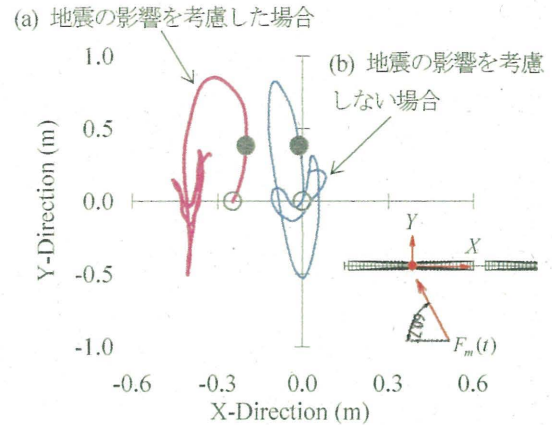 (a) 地震の影響を考慮した場合
(b) 地震の影響を考慮
しない場合
1.0
0.5
0.0
-0.5
-1.0
Y-Direction (m)
-0.6
-0.3
0.0
0.3
0.6
X-Direction (m)
Y
X
Fm(t)